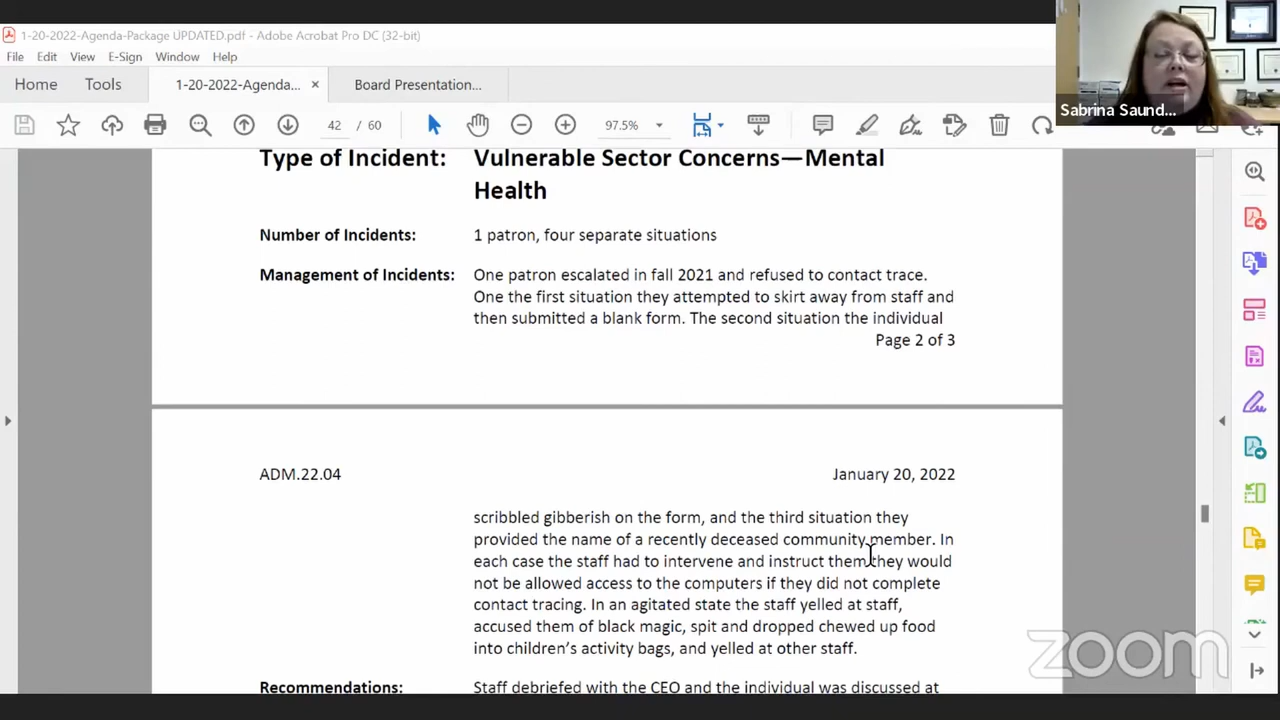 1-20-2022-Agenda-Package UPDATED.pdf - Adobe Acrobat Pro DC (32-bit)
File Edit View E-Sign Window Help
Home Tools 1-20-2022-Agenda... × Board Presentation...
42 / 60 97.5%
Sabrina Saund...
Type of Incident: Vulnerable Sector Concerns—Mental
Health
Number of Incidents: 1 patron, four separate situations
Management of Incidents: One patron escalated in fall 2021 and refused to contact trace.
One the first situation they attempted to skirt away from staff and
then submitted a blank form. The second situation the individual
Page 2 of 3
ADM.22.04 January 20, 2022
scribbled gibberish on the form, and the third situation they
provided the name of a recently deceased community member. In
each case the staff had to intervene and instruct them they would
not be allowed access to the computers if they did not complete
contact tracing. In an agitated state the staff yelled at staff,
accused them of black magic, spit and dropped chewed up food
into children's activity bags, and yelled at other staff.
zoom
Recommendations: Staff debriefed with the CEO and the individual was discussed at